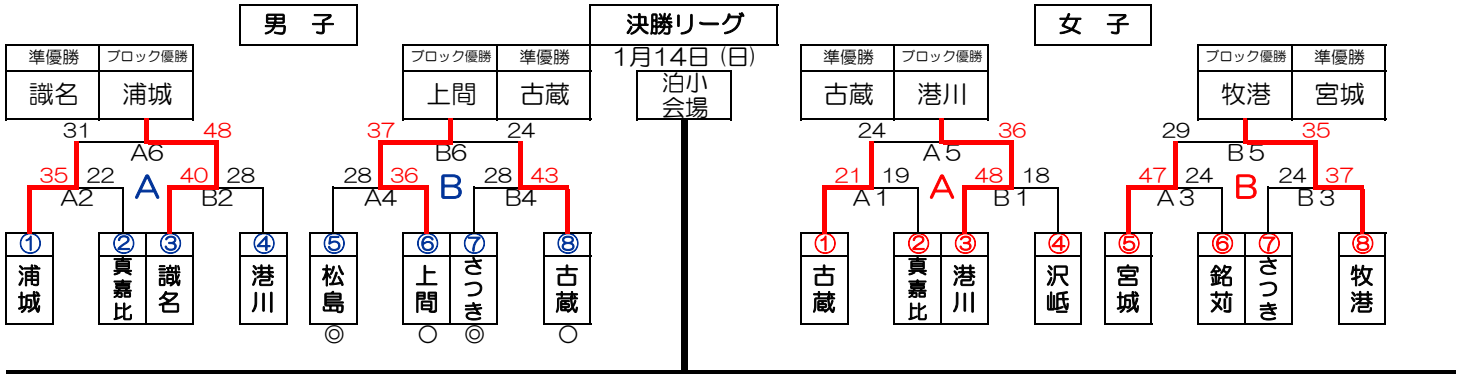 男 子
決勝リーグ
女 子
1月14日（日）
泊小
会場
準優勝 ブロック優勝
識名 浦城
ブロック優勝 準優勝
上間 古蔵
準優勝 ブロック優勝
古蔵 港川
ブロック優勝 準優勝
牧港 宮城
31 48
A6
35 22
A2
A
40 28
B2
37 24
B6
28 36
A4
B
28 43
B4
24 36
A5
21 19
A1
A
48 18
B1
29 35
B5
47 24
A3
B
24 37
B3
① ② ③ ④ ⑤ ⑥ ⑦ ⑧
浦城
真嘉比
識名
港川
松島
上間
さつき
古蔵
◎ ○ ◎ ○
① ② ③ ④ ⑤ ⑥ ⑦ ⑧
古蔵
真嘉比
港川
沢岻
宮城
銘苅
さつき
牧港